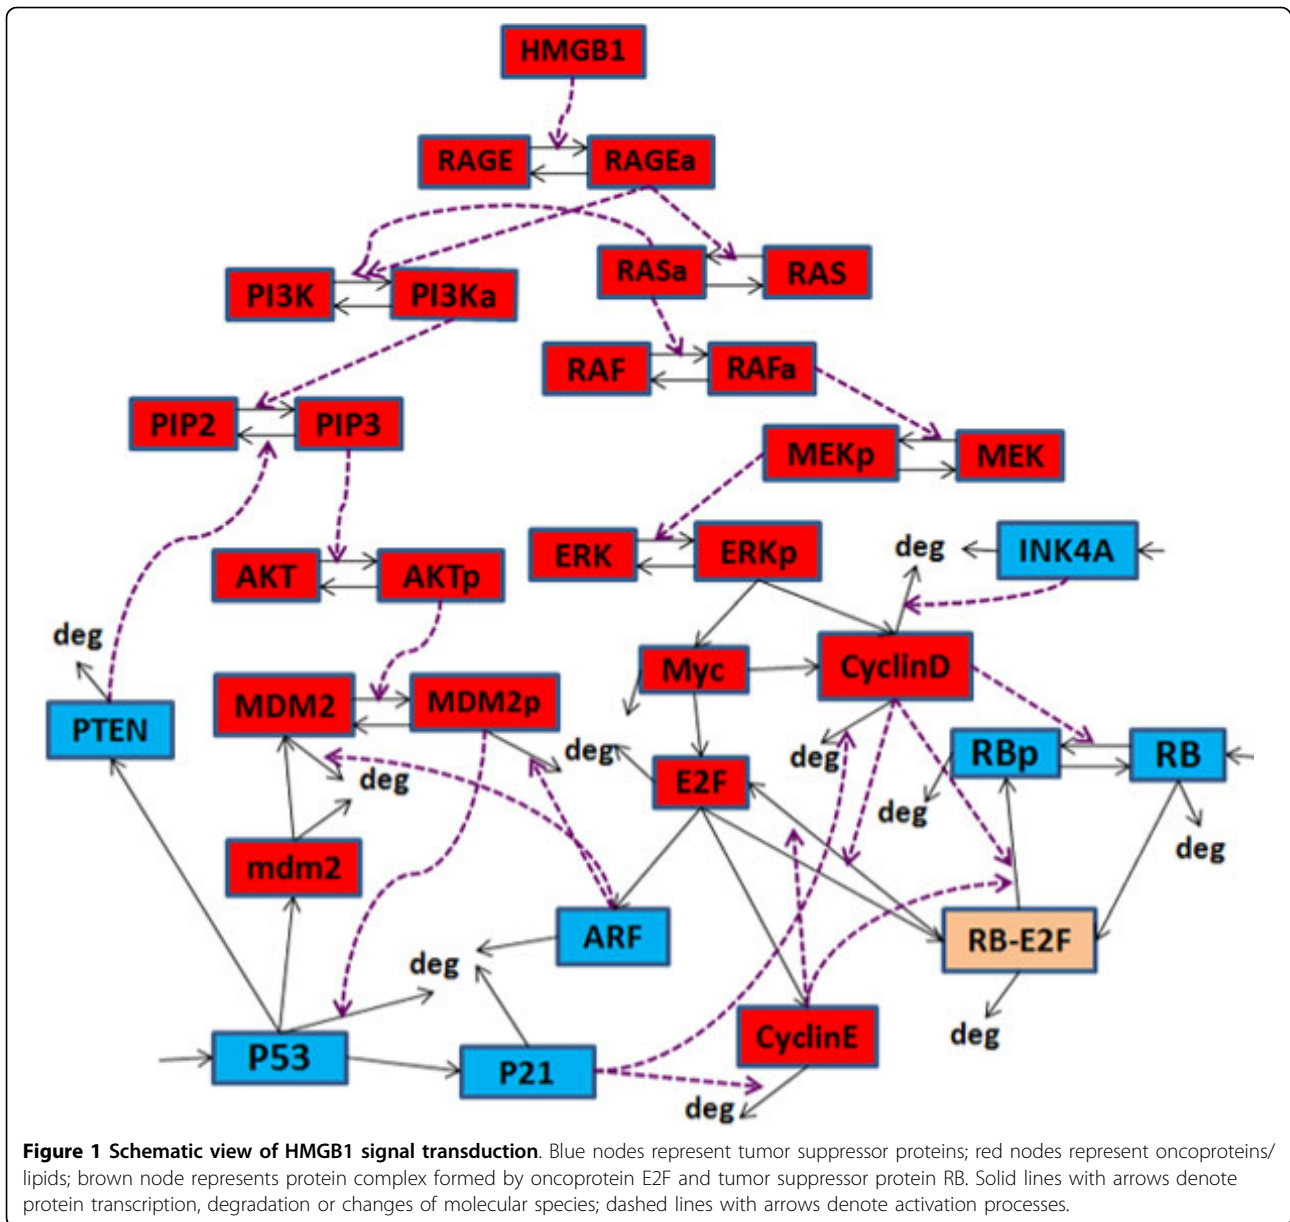 HMGB1
RAGE RAGEa
PI3K PI3Ka RASa RAS
RAF RAFa
PIP2 PIP3
MEKp MEK
AKT AKTp ERK ERKp deg INK4A
deg
PTEN MDM2 MDM2p Myc CyclinD
deg deg deg RBp RB
E2F
deg deg
mdm2
ARF RB-E2F
deg
deg
P53 P21 CyclinE
deg
Figure 1 Schematic view of HMGB1 signal transduction. Blue nodes represent tumor suppressor proteins; red nodes represent oncoproteins/
lipids; brown node represents protein complex formed by oncoprotein E2F and tumor suppressor protein RB. Solid lines with arrows denote
protein transcription, degradation or changes of molecular species; dashed lines with arrows denote activation processes.